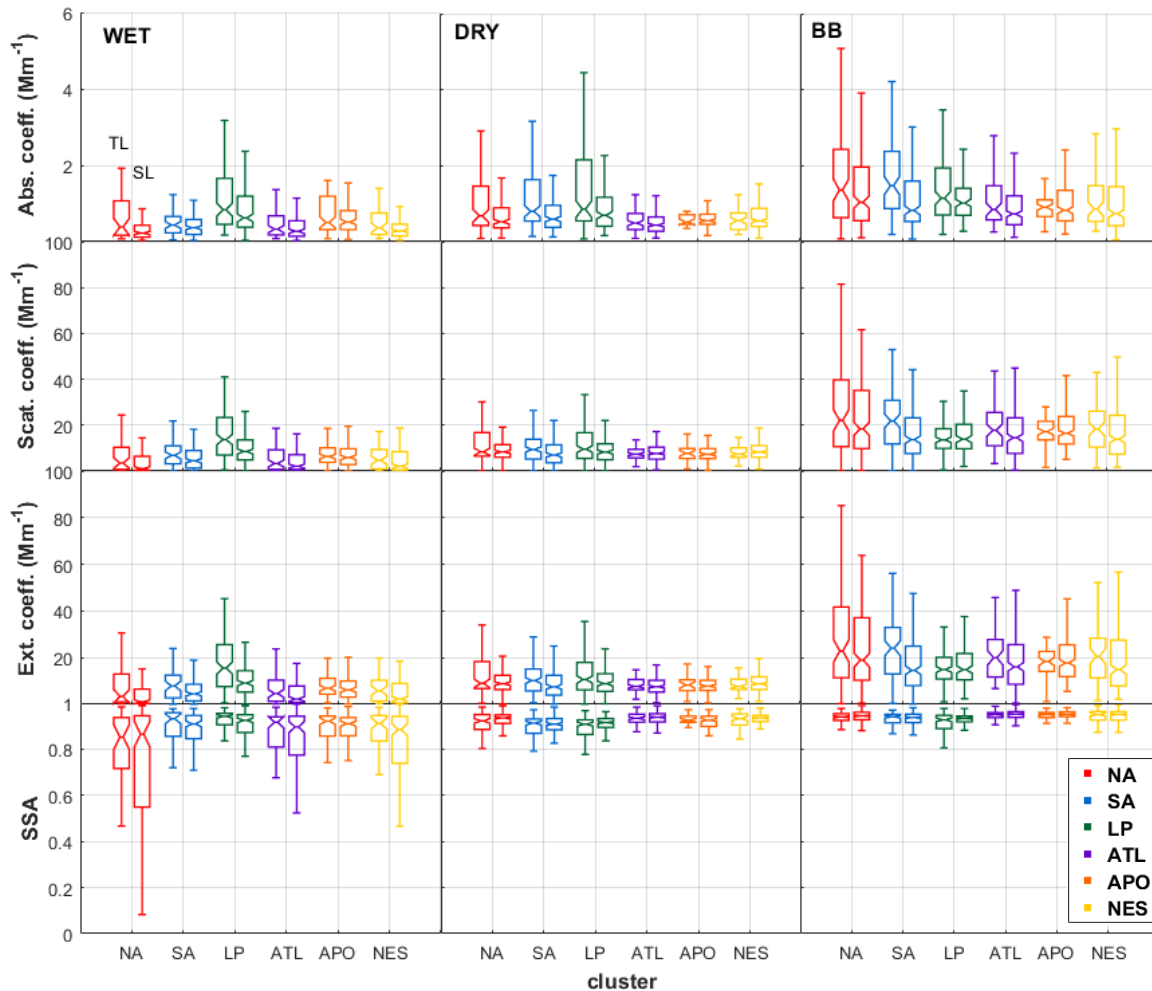 WET
DRY
BB
TL
SL
Abs. coeff. (Mm⁻¹)
6
4
2
Scat. coeff. (Mm⁻¹)
100
80
60
40
20
Ext. coeff. (Mm⁻¹)
100
80
60
40
20
SSA
1
0.8
0.6
0.4
0.2
0
NA SA LP ATL APO NES
NA SA LP ATL APO NES
NA SA LP ATL APO NES
cluster
NA
SA
LP
ATL
APO
NES